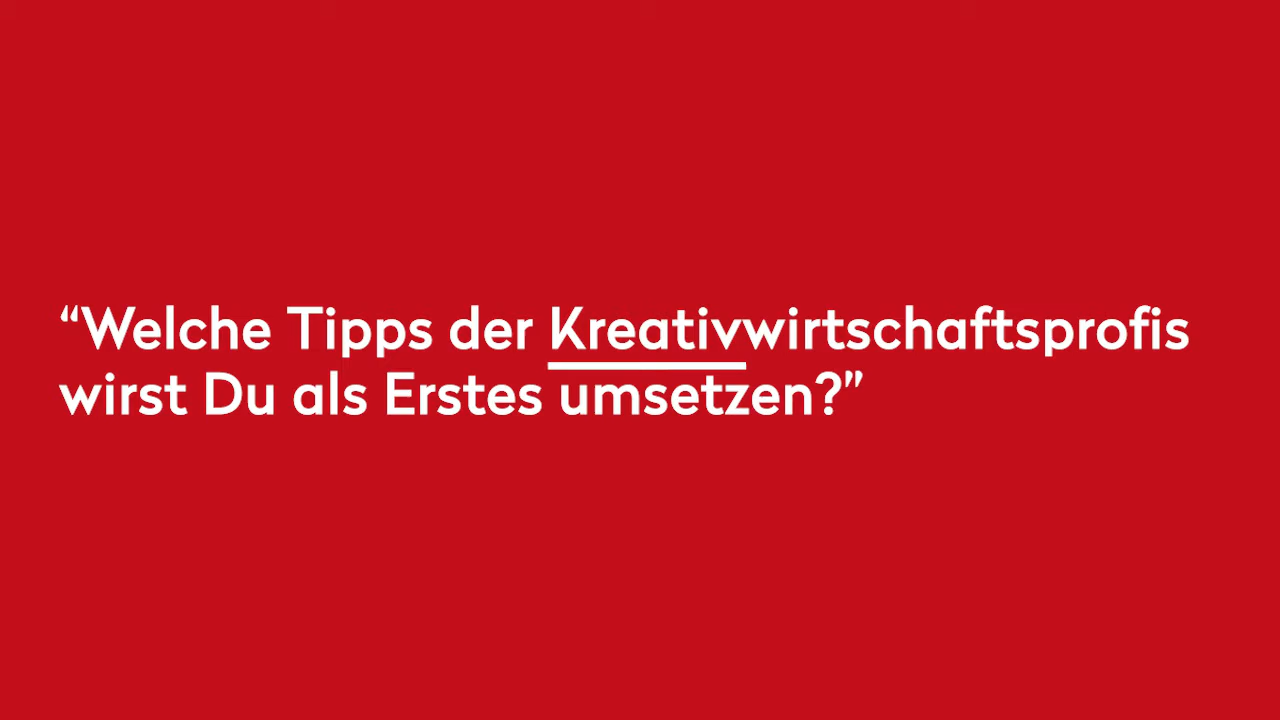 “Welche Tipps der Kreativwirtschaftsprofis
wirst Du als Erstes umsetzen?”